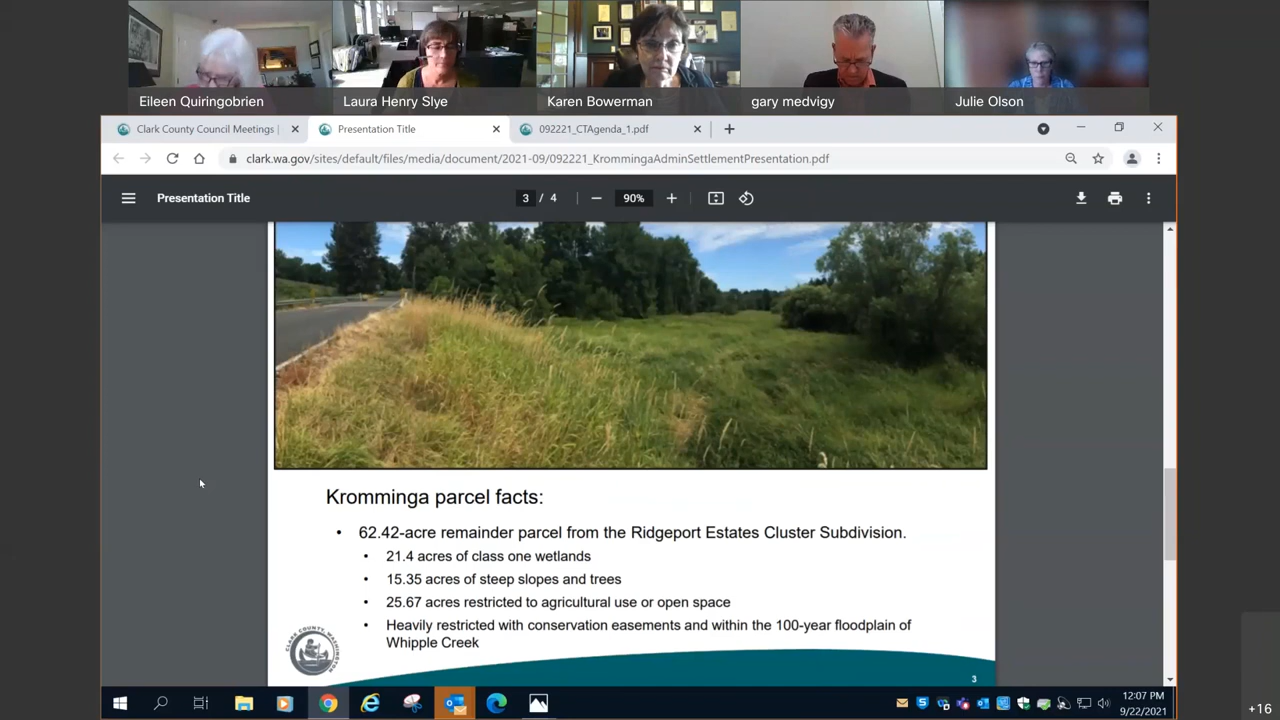 Eileen Quiringobrien
Laura Henry Slye
Karen Bowerman
gary medvigy
Julie Olson
Clark County Council Meetings |
Presentation Title
092221_CTAgenda_1.pdf
clark.wa.gov/sites/default/files/media/document/2021-09/092221_KrommingaAdminSettlementPresentation.pdf
Presentation Title
3 / 4
90%
Kromminga parcel facts:
• 62.42-acre remainder parcel from the Ridgeport Estates Cluster Subdivision.
• 21.4 acres of class one wetlands
• 15.35 acres of steep slopes and trees
• 25.67 acres restricted to agricultural use or open space
• Heavily restricted with conservation easements and within the 100-year floodplain of
Whipple Creek
CLARK COUNTY, WASHINGTON
3
12:07 PM
9/22/2021
+16